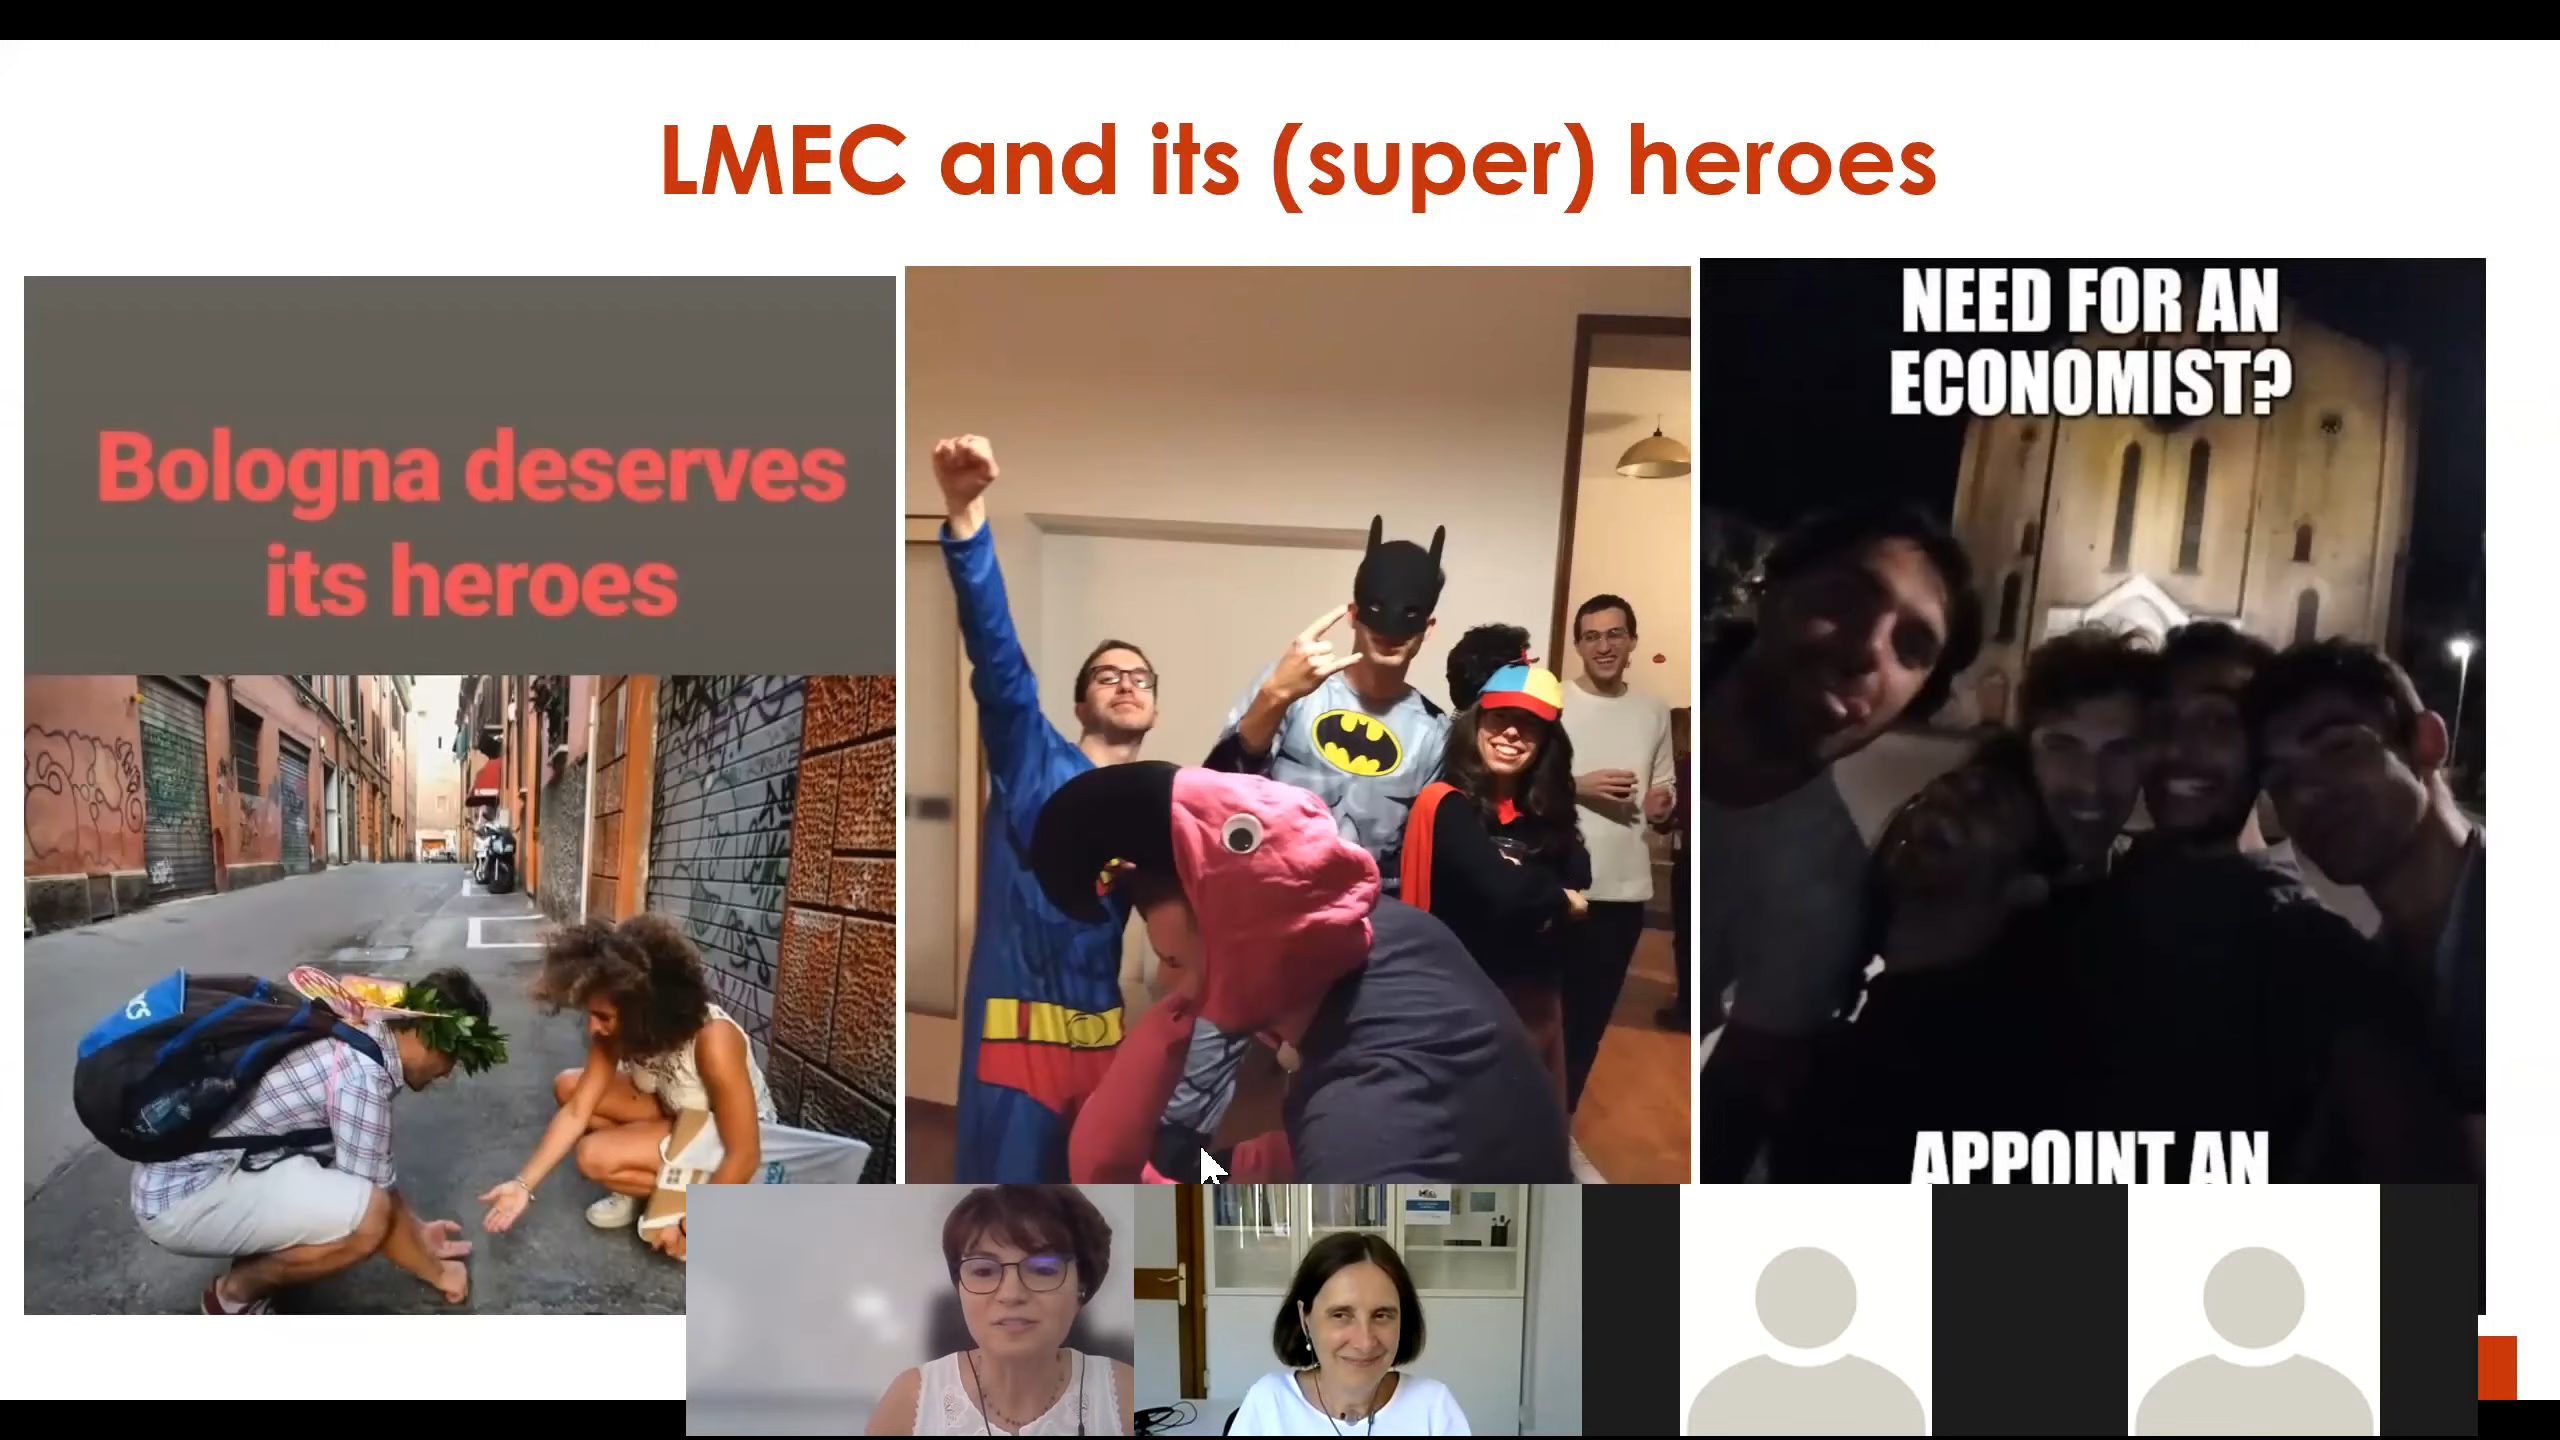 LMEC and its (super) heroes
Bologna deserves
its heroes
NEED FOR AN
ECONOMIST?
APPOINT AN